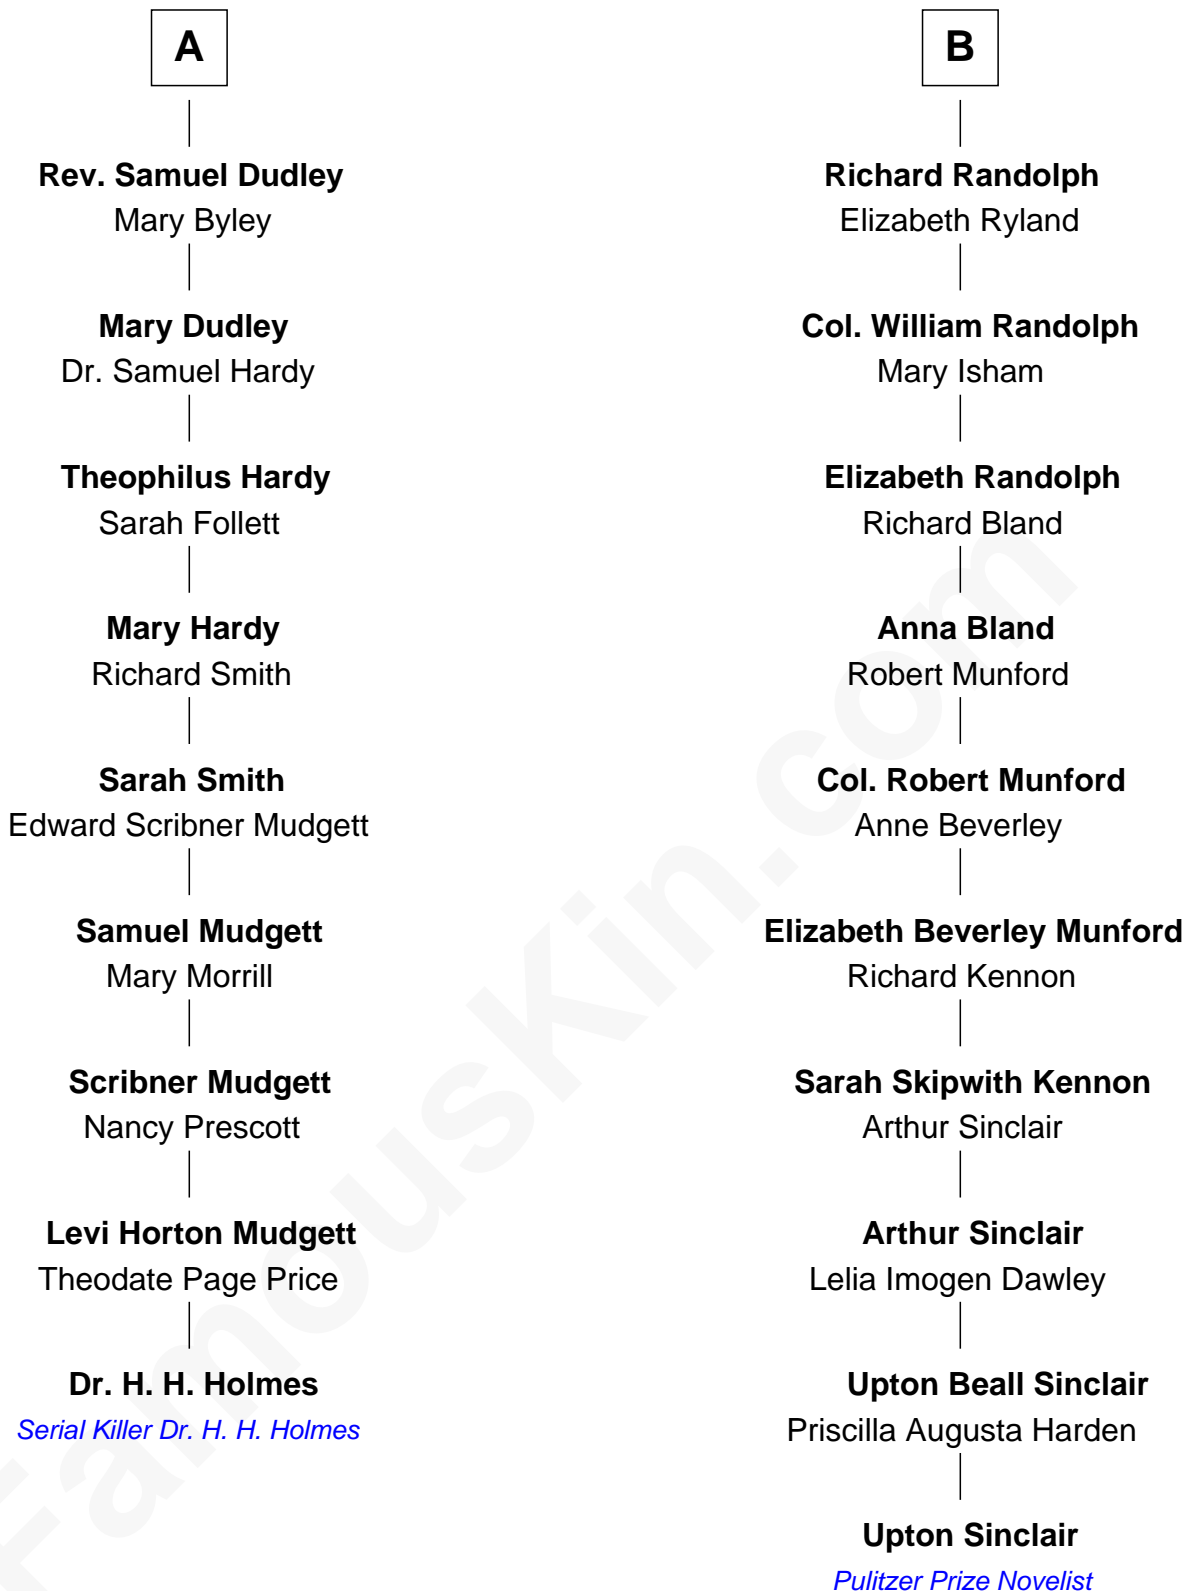 A
Rev. Samuel Dudley
Mary Byley
Mary Dudley
Dr. Samuel Hardy
Theophilus Hardy
Sarah Follett
Mary Hardy
Richard Smith
Sarah Smith
Edward Scribner Mudgett
Samuel Mudgett
Mary Morrill
Scribner Mudgett
Nancy Prescott
Levi Horton Mudgett
Theodate Page Price
Dr. H. H. Holmes
Serial Killer Dr. H. H. Holmes
B
Richard Randolph
Elizabeth Ryland
Col. William Randolph
Mary Isham
Elizabeth Randolph
Richard Bland
Anna Bland
Robert Munford
Col. Robert Munford
Anne Beverley
Elizabeth Beverley Munford
Richard Kennon
Sarah Skipwith Kennon
Arthur Sinclair
Arthur Sinclair
Lelia Imogen Dawley
Upton Beall Sinclair
Priscilla Augusta Harden
Upton Sinclair
Pulitzer Prize Novelist
FamousKin.com